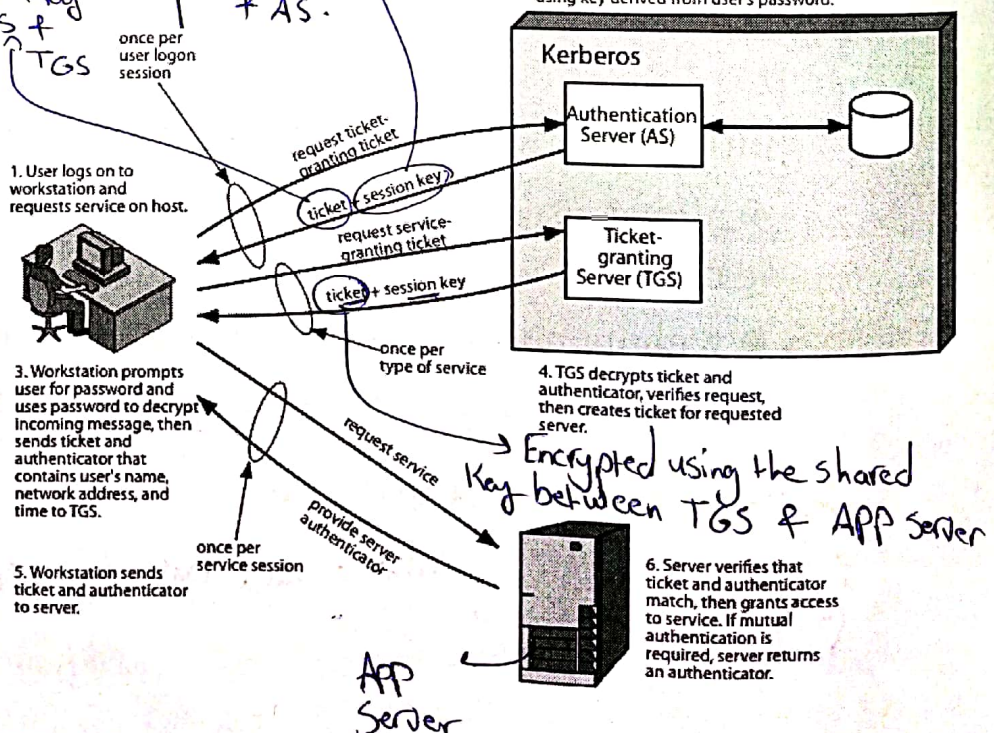 using key derived from user's password.
& AS.
&
TGS
once per
user logon
session
Kerberos
Authentication
Server (AS)
request ticket-
granting ticket
ticket + session key
1. User logs on to
workstation and
requests service on host.
request service-
granting ticket
Ticket-
granting
Server (TGS)
ticket + session key
once per
type of service
3. Workstation prompts
user for password and
uses password to decrypt
incoming message, then
sends ticket and
authenticator that
contains user's name,
network address, and
time to TGS.
4. TGS decrypts ticket and
authenticator, verifies request,
then creates ticket for requested
server.
Encrypted using the shared
Key between TGS & APP Server
request service
provide server
authenticator
once per
service session
5. Workstation sends
ticket and authenticator
to server.
6. Server verifies that
ticket and authenticator
match, then grants access
to service. If mutual
authentication is
required, server returns
an authenticator.
App
Server